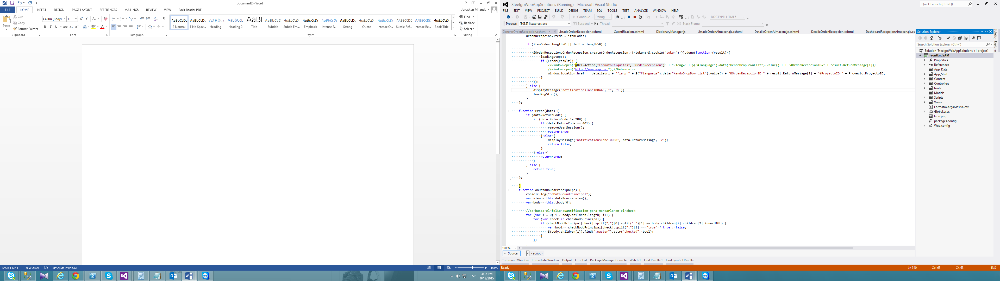 Document2 - Word
FILE HOME INSERT DESIGN PAGE LAYOUT REFERENCES MAILINGS REVIEW VIEW Foxit Reader PDF
Jonathan Miranda
Paste
Cut
Copy
Format Painter
Clipboard
Calibri (Body) 11
Font
Paragraph
AaBbCcDc AaBbCcDc AaBbCc AaBbCcD AaBl AaBbCcD AaBbCcDc AaBbCcDc AaBbCcDc AaBbCcDc AaBbCcDc AaBbCcDc AaBbCcDc AaBbCcDc AaBbCcDc
¶ Normal ¶ No Spac... Heading 1 Heading 2 Title Subtitle Subtle Em... Emphasis Intense E... Strong Quote Intense Q... Subtle Ref... Intense Re... Book Title
Styles
Find
Replace
Select
Editing
PAGE 1 OF 1 0 WORDS SPANISH (MEXICO) 156%
ESP
4:37 PM
9/13/2015
SteelgoWebAppSolutions (Running) - Microsoft Visual Studio
Quick Launch (Ctrl+Q)
FILE EDIT VIEW PROJECT BUILD DEBUG TEAM SQL TOOLS TEST ANALYZE WINDOW HELP
Continue Debug DOCTYPE: HTML5
Process: [3032] iisexpress.exe Suspend Thread: Stack Frame:
GenerarOrdenRecepcion.cshtml ListadoOrdenRecepcion.cshtml Cuantificacion.cshtml DictionaryManager.js ListadoOrdenAlmacenaje.cshtml DetalleOrdenAlmacenaje.cshtml DetalleOrdenRecepcion.cshtml DashboardRecepcionAlmacenaje.csl
OrdenRecepcion.Items = itemCodes;
if (itemCodes.length>0 || folios.length>0) {
$OrdenRecepcion.OrdenRecepcion.create(OrdenRecepcion, { token: $.cookie("token") }).done(function (result) {
loadingStop();
if (Error(result)) {
//window.open("@Url.Action("FormatoEtiquetas", "OrdenRecepcion")" + "?leng=" + $("#language").data("kendoDropDownList").value() + + "&OrdenRecepcionID=" + result.ReturnMessage[1]);
//window.open("http://www.asp.net");//Webservice
window.location.href = _detalleurl + "?leng=" + $("#language").data("kendoDropDownList").value() + "&OrdenRecepcionID=" + result.ReturnMessage[1] + "&ProyectoID=" + Proyecto.ProyectoID;
}
});
} else {
displayMessage("notificationslabel0044", "", '1');
loadingStop();
}
};
function Error(data) {
if (data.ReturnCode) {
if (data.ReturnCode != 200) {
if (data.ReturnCode == 401) {
removeUserSession();
return true;
} else {
displayMessage("notificationslabel0008", data.ReturnMessage, '2');
return false;
}
} else {
return true;
}
} else {
return true;
}
};
}
function onDataBoundPrincipal(e) {
console.log("onDataBoundPrincipal");
var view = this.dataSource.view();
var body = this.tbody[0];
//se busca el folio cuantificacion para marcarlo en el check
for (var i = 0; i < body.children.length; i++) {
for (var check in checkNodoPrincipal) {
if (checkNodoPrincipal[check].split(",")[0].split(":")[1] == body.children[i].children[2].innerHTML) {
var bool = checkNodoPrincipal[check].split(",")[1] == "true" ? true : false;
$(body.children[i]).find(".master").attr("checked", bool);
}
};
}
100 %
Source <script>
Command Window Immediate Window Output Error List Package Manager Console Watch 1 Find Results 1 Find Symbol Results
Ready Ln 540 Col 63 Ch 63 INS
Solution Explorer
Search Solution Explorer (Ctrl+´)
Solution 'SteelgoWebAppSolutions' (1 project)
FrontEndSAM
Properties
References
App_Data
App_Start
Content
Controllers
fonts
Models
Scripts
Views
FormatoCargaMasiva.csv
Global.asax
Icon.png
packages.config
Web.config
Solution Explorer